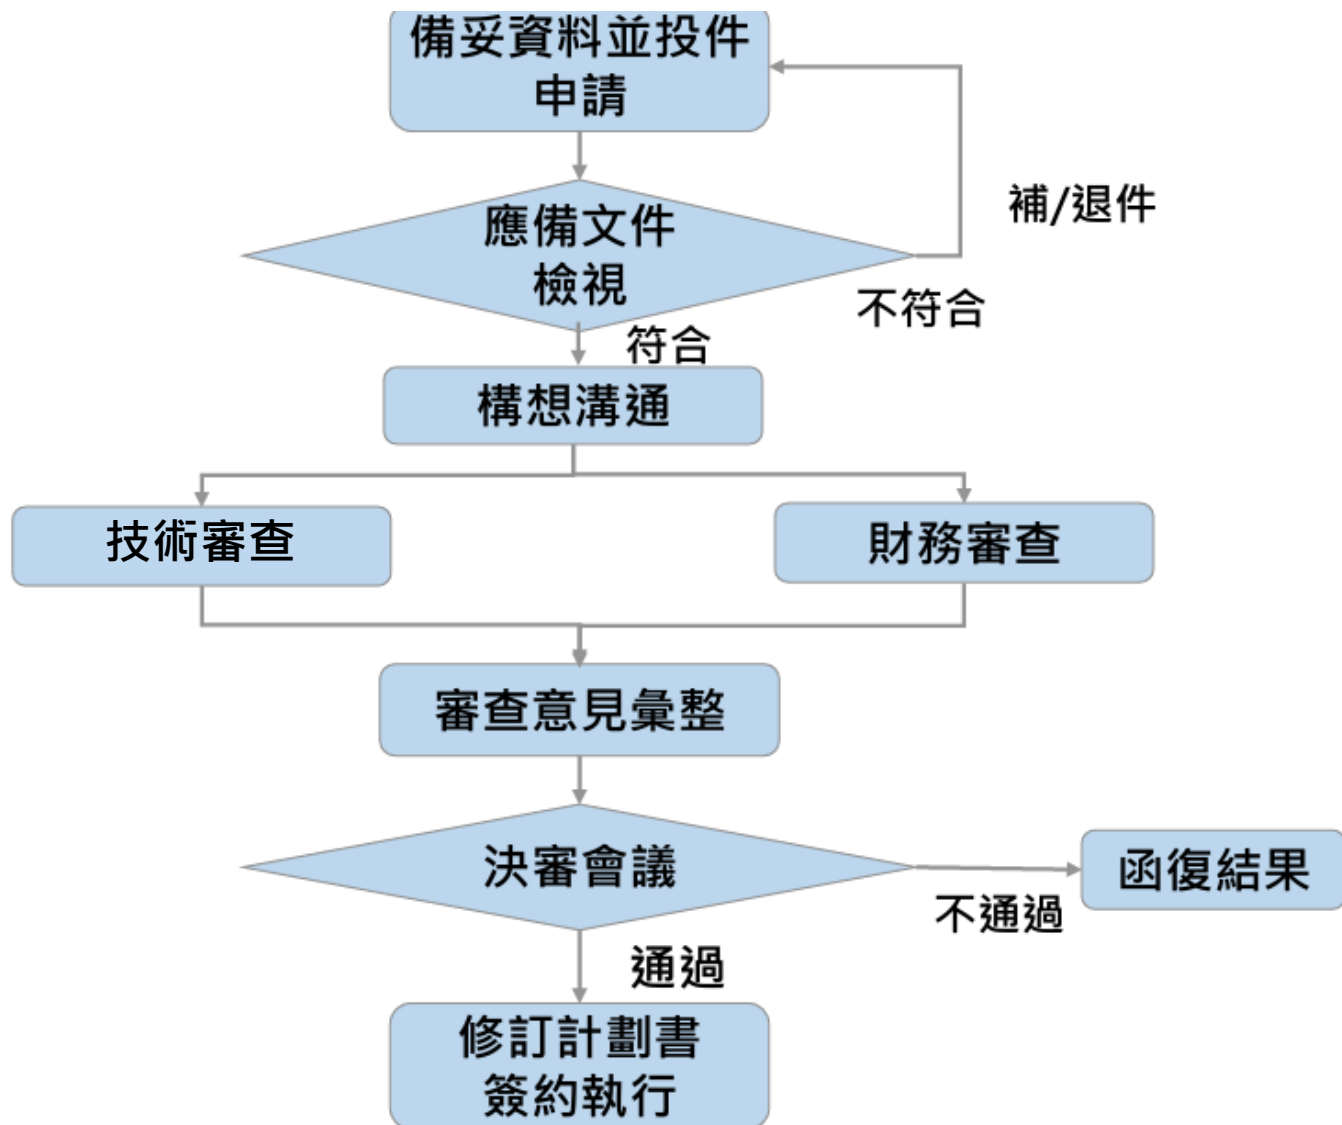 備妥資料並投件
申請
補/退件
應備文件
檢視
不符合
符合
構想溝通
技術審查
財務審查
審查意見彙整
決審會議
函復結果
不通過
通過
修訂計劃書
簽約執行